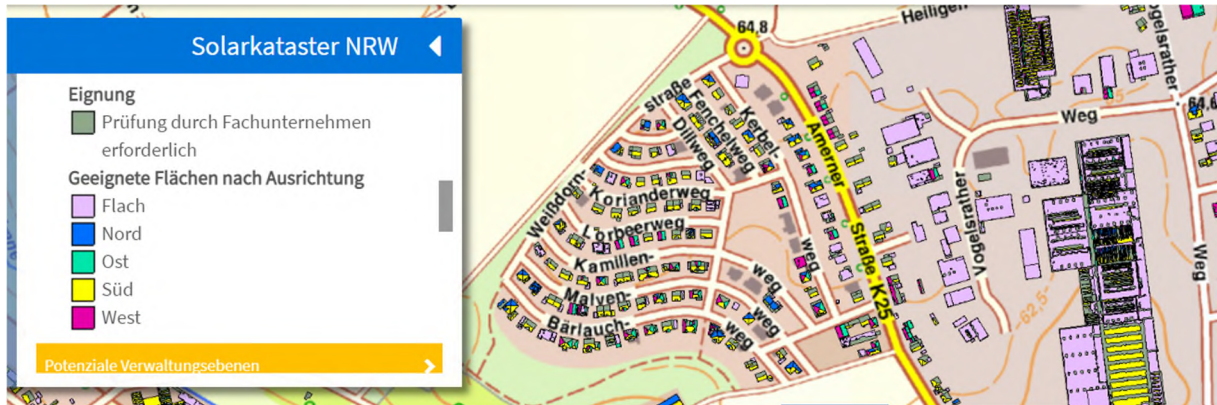 Solarkataster NRW
Eignung
Prüfung durch Fachunternehmen
erforderlich
Geeignete Flächen nach Ausrichtung
Flach
Nord
Ost
Süd
West
Potenziale Verwaltungsebenen
64,8
Heiligen
Vogelsrather
Weg
straße
Fenchelweg
Kerbel-
Dillweg
Amerner Straße - K25
Weißdorn-
Korianderweg
Lorbeerweg
Kamillen-
weg
Malven-
weg
Bärlauch-
weg
weg
Vogelsrather
Weg
62,5